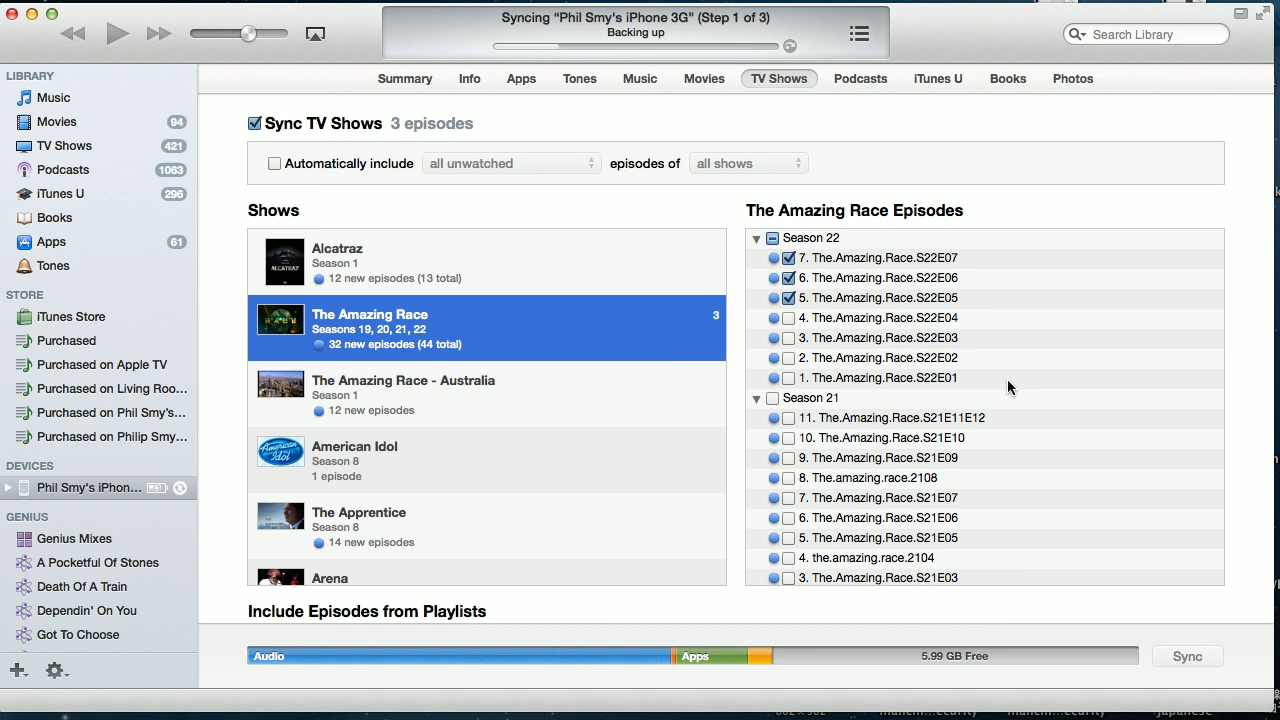 Syncing “Phil Smy's iPhone 3G” (Step 1 of 3)
Backing up
Search Library
LIBRARY
Music
Movies 94
TV Shows 421
Podcasts 1063
iTunes U 296
Books
Apps 61
Tones
STORE
iTunes Store
Purchased
Purchased on Apple TV
Purchased on Living Roo...
Purchased on Phil Smy's...
Purchased on Philip Smy...
DEVICES
Phil Smy's iPhon...
GENIUS
Genius Mixes
A Pocketful Of Stones
Death Of A Train
Dependin' On You
Got To Choose
Summary Info Apps Tones Music Movies TV Shows Podcasts iTunes U Books Photos
Sync TV Shows 3 episodes
Automatically include all unwatched episodes of all shows
Shows
Alcatraz
Season 1
12 new episodes (13 total)
The Amazing Race 3
Seasons 19, 20, 21, 22
32 new episodes (44 total)
The Amazing Race - Australia
Season 1
12 new episodes
American Idol
Season 8
1 episode
The Apprentice
Season 8
14 new episodes
Arena
The Amazing Race Episodes
Season 22
7. The.Amazing.Race.S22E07
6. The.Amazing.Race.S22E06
5. The.Amazing.Race.S22E05
4. The.Amazing.Race.S22E04
3. The.Amazing.Race.S22E03
2. The.Amazing.Race.S22E02
1. The.Amazing.Race.S22E01
Season 21
11. The.Amazing.Race.S21E11E12
10. The.Amazing.Race.S21E10
9. The.Amazing.Race.S21E09
8. The.amazing.race.2108
7. The.Amazing.Race.S21E07
6. The.Amazing.Race.S21E06
5. The.Amazing.Race.S21E05
4. the.amazing.race.2104
3. The.Amazing.Race.S21E03
Include Episodes from Playlists
Audio Apps 5.99 GB Free
Sync